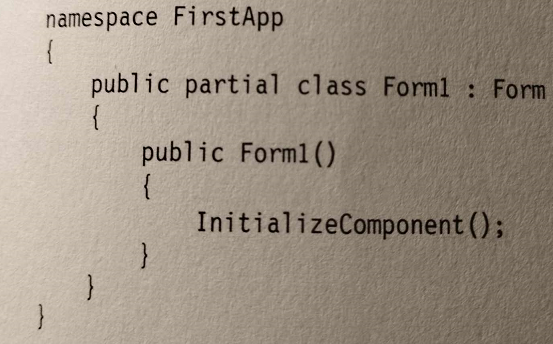 namespace FirstApp
{
    public partial class Form1 : Form
    {
        public Form1()
        {
            InitializeComponent();
        }
    }
}